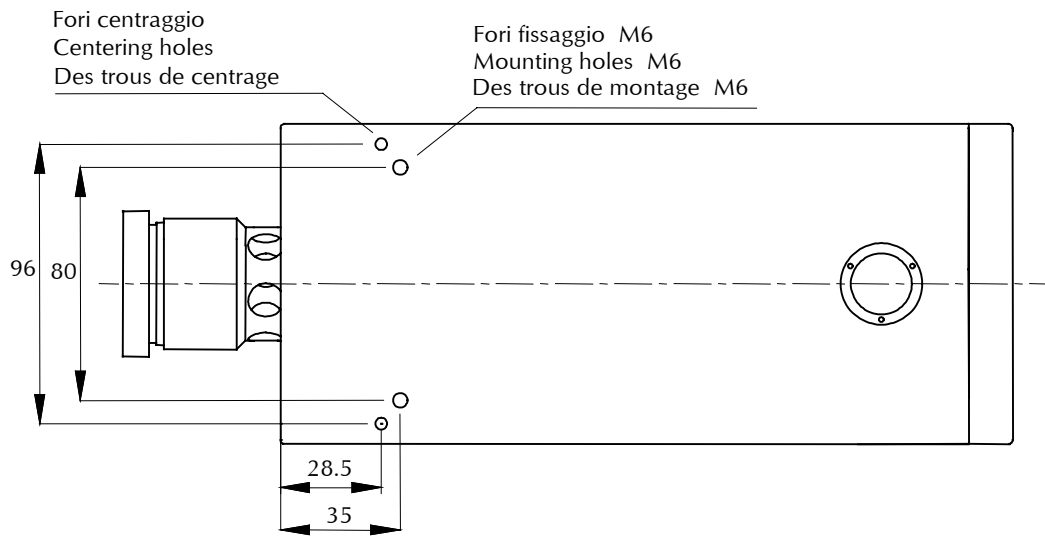 Fori centraggio
Centering holes
Des trous de centrage
Fori fissaggio M6
Mounting holes M6
Des trous de montage M6
96
80
28.5
35